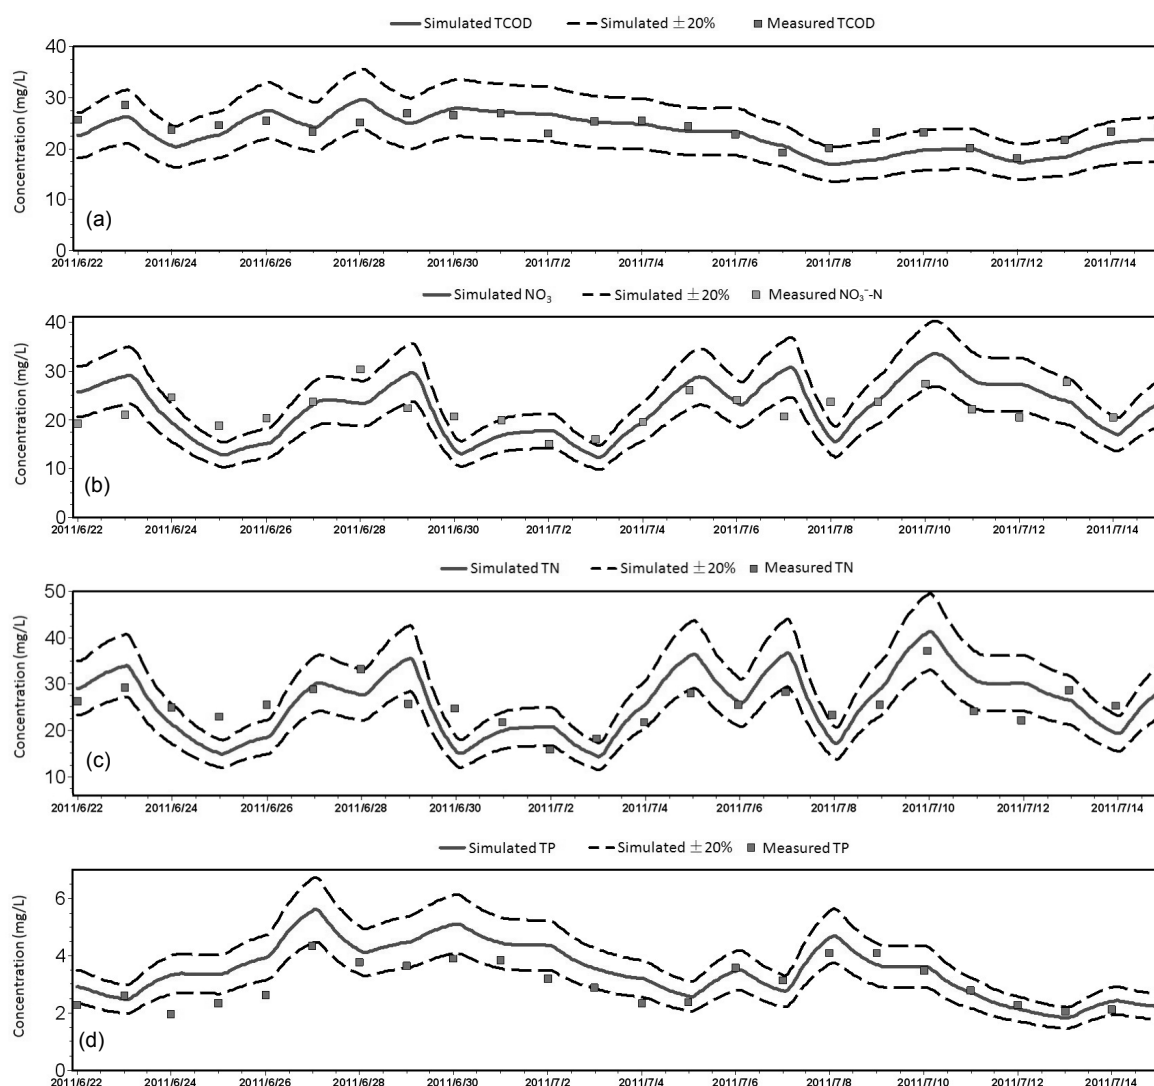 Simulated TCOD Simulated ±20% Measured TCOD
Concentration (mg/L)
40
30
20
10
0
(a)
2011/6/22 2011/6/24 2011/6/26 2011/6/28 2011/6/30 2011/7/2 2011/7/4 2011/7/6 2011/7/8 2011/7/10 2011/7/12 2011/7/14
Simulated NO₃ Simulated ±20% Measured NO₃⁻-N
Concentration (mg/L)
40
30
20
10
0
(b)
2011/6/22 2011/6/24 2011/6/26 2011/6/28 2011/6/30 2011/7/2 2011/7/4 2011/7/6 2011/7/8 2011/7/10 2011/7/12 2011/7/14
Simulated TN Simulated ±20% Measured TN
Concentration (mg/L)
50
40
30
20
10
(c)
2011/6/22 2011/6/24 2011/6/26 2011/6/28 2011/6/30 2011/7/2 2011/7/4 2011/7/6 2011/7/8 2011/7/10 2011/7/12 2011/7/14
Simulated TP Simulated ±20% Measured TP
Concentration (mg/L)
6
4
2
0
(d)
2011/6/22 2011/6/24 2011/6/26 2011/6/28 2011/6/30 2011/7/2 2011/7/4 2011/7/6 2011/7/8 2011/7/10 2011/7/12 2011/7/14